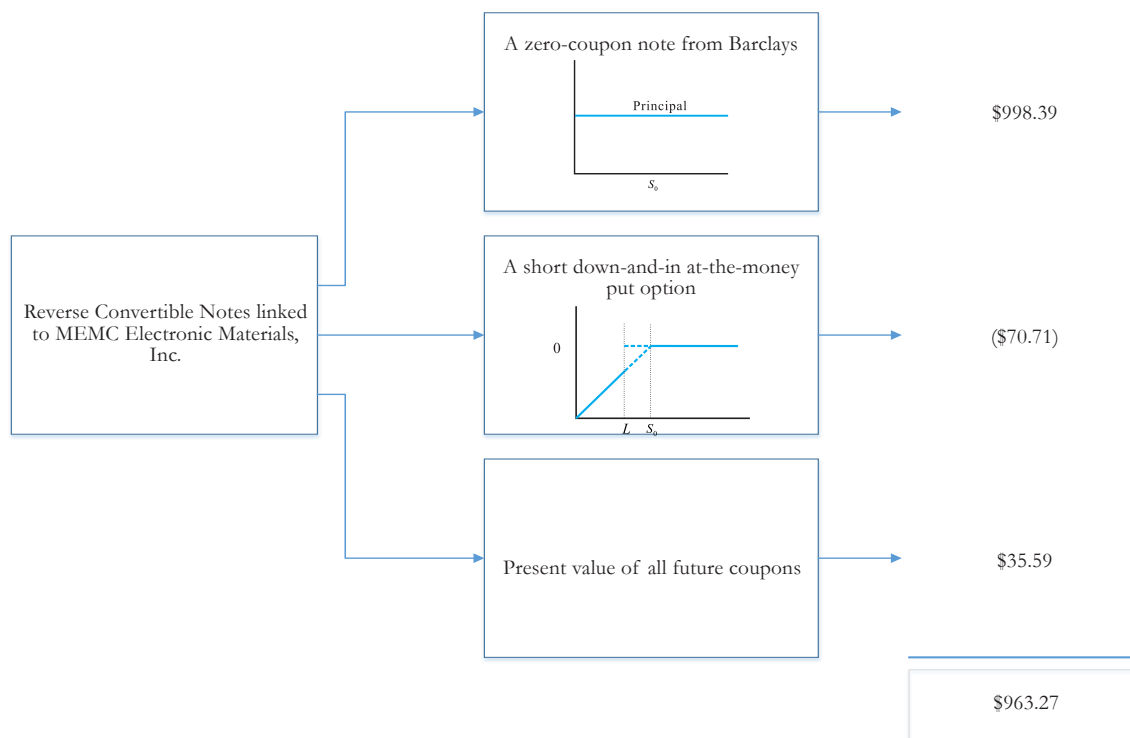 A zero-coupon note from Barclays
Principal
S₀
$998.39
Reverse Convertible Notes linked
to MEMC Electronic Materials,
Inc.
A short down-and-in at-the-money
put option
0
L S₀
($70.71)
Present value of all future coupons
$35.59
$963.27